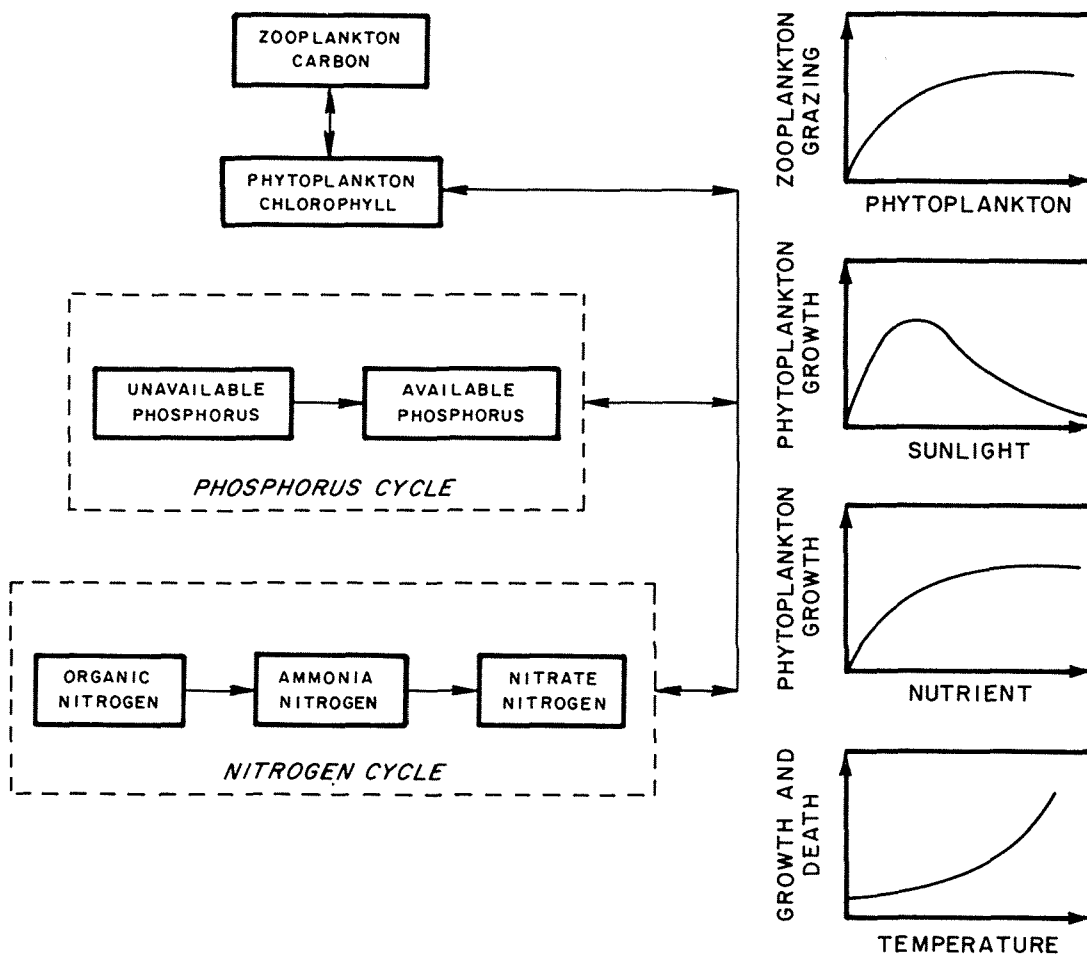 ZOOPLANKTON
CARBON
PHYTOPLANKTON
CHLOROPHYLL
UNAVAILABLE
PHOSPHORUS
AVAILABLE
PHOSPHORUS
PHOSPHORUS CYCLE
ORGANIC
NITROGEN
AMMONIA
NITROGEN
NITRATE
NITROGEN
NITROGEN CYCLE
ZOOPLANKTON
GRAZING
PHYTOPLANKTON
PHYTOPLANKTON
GROWTH
SUNLIGHT
PHYTOPLANKTON
GROWTH
NUTRIENT
GROWTH AND
DEATH
TEMPERATURE